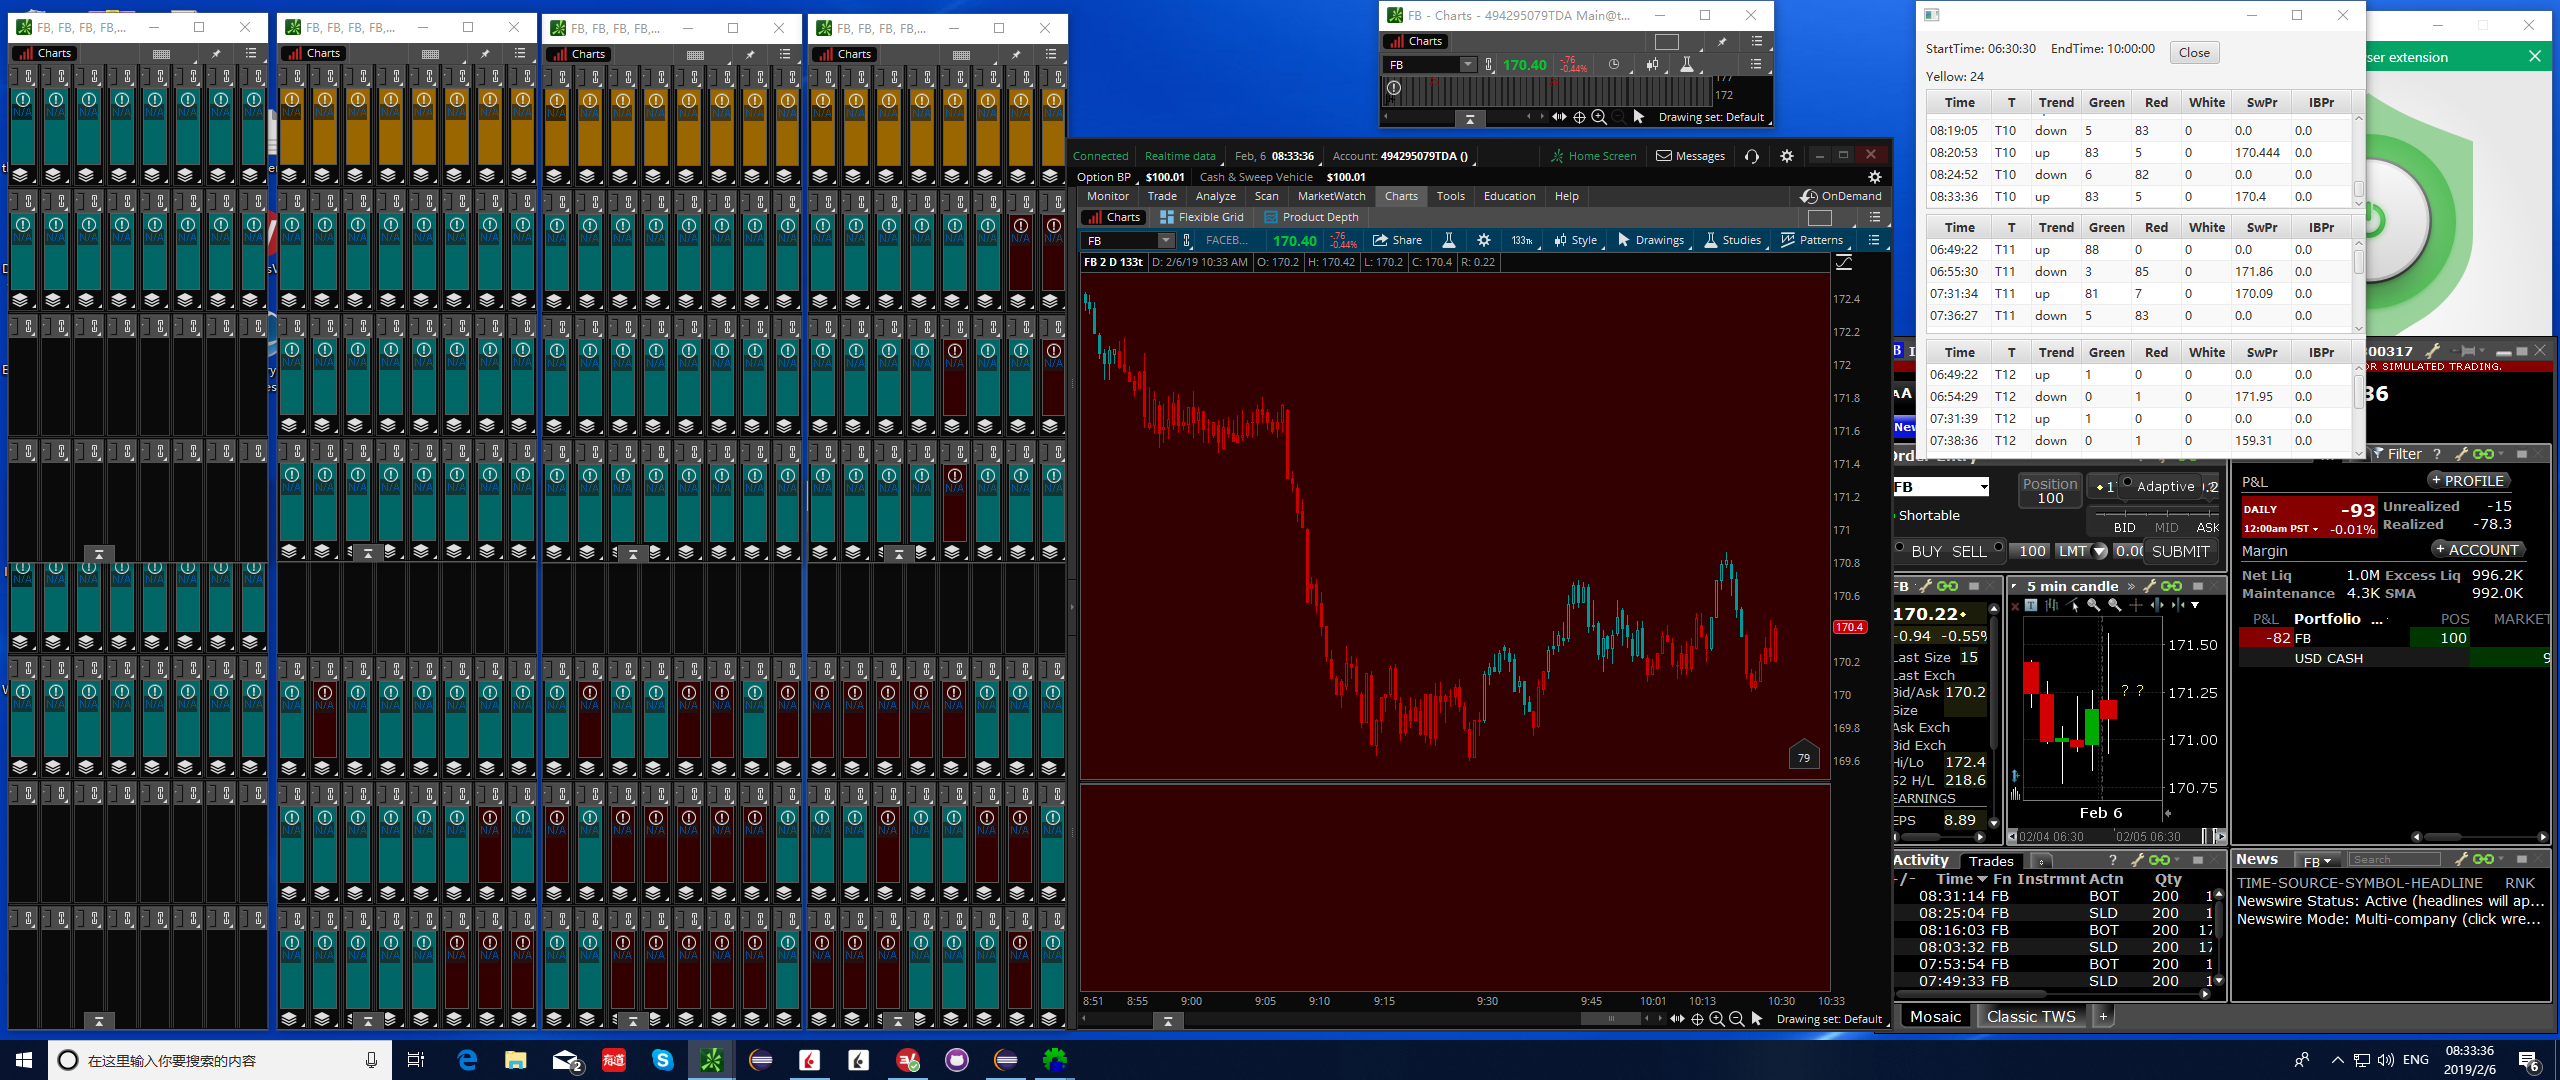 FB, FB, FB, FB,...
FB, FB, FB, FB,...
FB, FB, FB, FB,...
FB, FB, FB, FB,...
Charts
Charts
Charts
Charts
FB - Charts - 494295079TDA Main@t...
Charts
FB
170.40
-.76
-0.44%
172
Drawing set: Default
Connected
Realtime data
Feb, 6 08:33:36
Account: 494295079TDA ()
Home Screen
Messages
Option BP
$100.01
Cash & Sweep Vehicle
$100.01
Monitor
Trade
Analyze
Scan
MarketWatch
Charts
Tools
Education
Help
OnDemand
Charts
Flexible Grid
Product Depth
FB
FACEB...
170.40
-.76
-0.44%
Share
133tk
Style
Drawings
Studies
Patterns
FB 2 D 133t
D: 2/6/19 10:33 AM
O: 170.2
H: 170.42
L: 170.2
C: 170.4
R: 0.22
172.4
172.2
172
171.8
171.6
171.4
171.2
171
170.8
170.6
170.4
170.2
170
169.8
169.6
79
8:51 8:55 9:00 9:05 9:10 9:15 9:30 9:45 10:01 10:13 10:30 10:33
Drawing set: Default
StartTime: 06:30:30 EndTime: 10:00:00 Close
Yellow: 24
Time T Trend Green Red White SwPr IBPr
08:19:05 T10 down 5 83 0 0.0 0.0
08:20:53 T10 up 83 5 0 170.444 0.0
08:24:52 T10 down 6 82 0 0.0 0.0
08:33:36 T10 up 83 5 0 170.4 0.0
Time T Trend Green Red White SwPr IBPr
06:49:22 T11 up 88 0 0 0.0 0.0
06:55:30 T11 down 3 85 0 171.86 0.0
07:31:34 T11 up 81 7 0 170.09 0.0
07:36:27 T11 down 5 83 0 0.0 0.0
Time T Trend Green Red White SwPr IBPr
06:49:22 T12 up 1 0 0 0.0 0.0
06:54:29 T12 down 0 1 0 171.95 0.0
07:31:39 T12 up 1 0 0 0.0 0.0
07:38:36 T12 down 0 1 0 159.31 0.0
ser extension
00317
OR SIMULATED TRADING.
36
Filter ?
FB
Position
100
Adaptive
Shortable
BID MID ASK
BUY SELL 100 LMT 0.00 SUBMIT
P&L
+ PROFILE
DAILY -93
12:00am PST -0.01%
Unrealized -15
Realized -78.3
Margin
+ ACCOUNT
Net Liq 1.0M Excess Liq 996.2K
Maintenance 4.3K SMA 992.0K
P&L Portfolio ... POS MARKET
-82 FB 100
USD CASH 9
FB
170.22
-0.94 -0.55%
Last Size 15
Last Exch
Bid/Ask 170.2
Size
Ask Exch
Bid Exch
Hi/Lo 172.4
52 H/L 218.6
EARNINGS
EPS 8.89
5 min candle
171.50
171.25
171.00
170.75
? ?
Feb 6
02/04 06:30
02/05 06:30
Activity
Trades
?
-/- Time Fn Instrmnt Actn Qty
08:31:14 FB BOT 200
08:25:04 FB SLD 200
08:16:03 FB BOT 200
08:03:32 FB SLD 200
07:53:54 FB BOT 200
07:49:33 FB SLD 200
News
FB
Search
TIME-SOURCE-SYMBOL-HEADLINE RNK
Newswire Status: Active (headlines will ap...
Newswire Mode: Multi-company (click wre...
Mosaic
Classic TWS
+
在这里输入你要搜索的内容
2
有道
ENG
08:33:36
2019/2/6
6